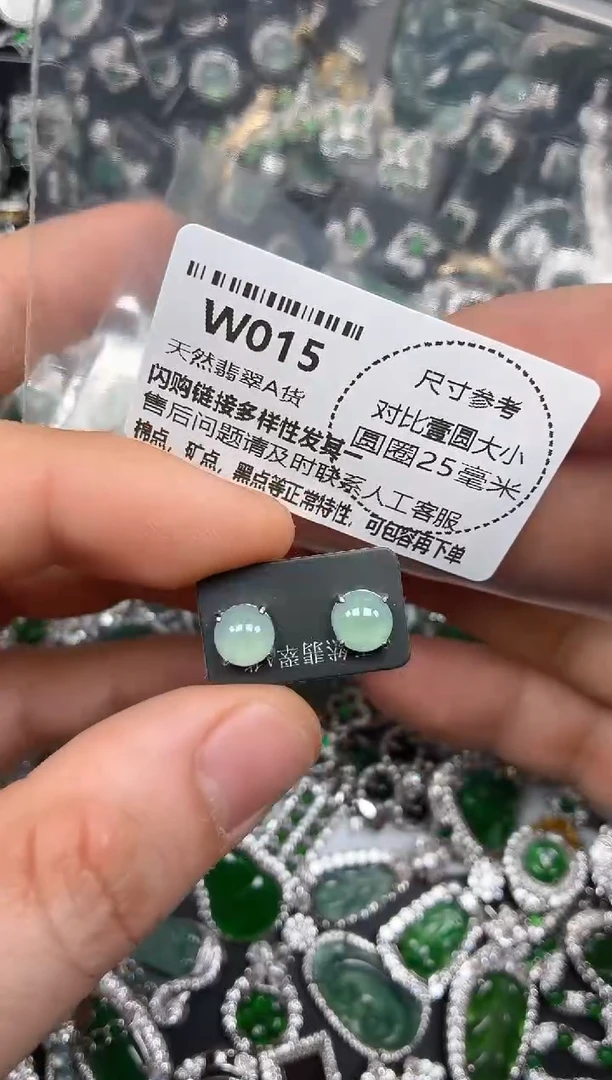 W015
天然翡翠A货
闪购链接多样性发其一
售后问题请及时联系人工客服
棉点，矿点，黑点等正常特性，可包容再下单
尺寸参考
对比壹圆大小
圆圈25毫米